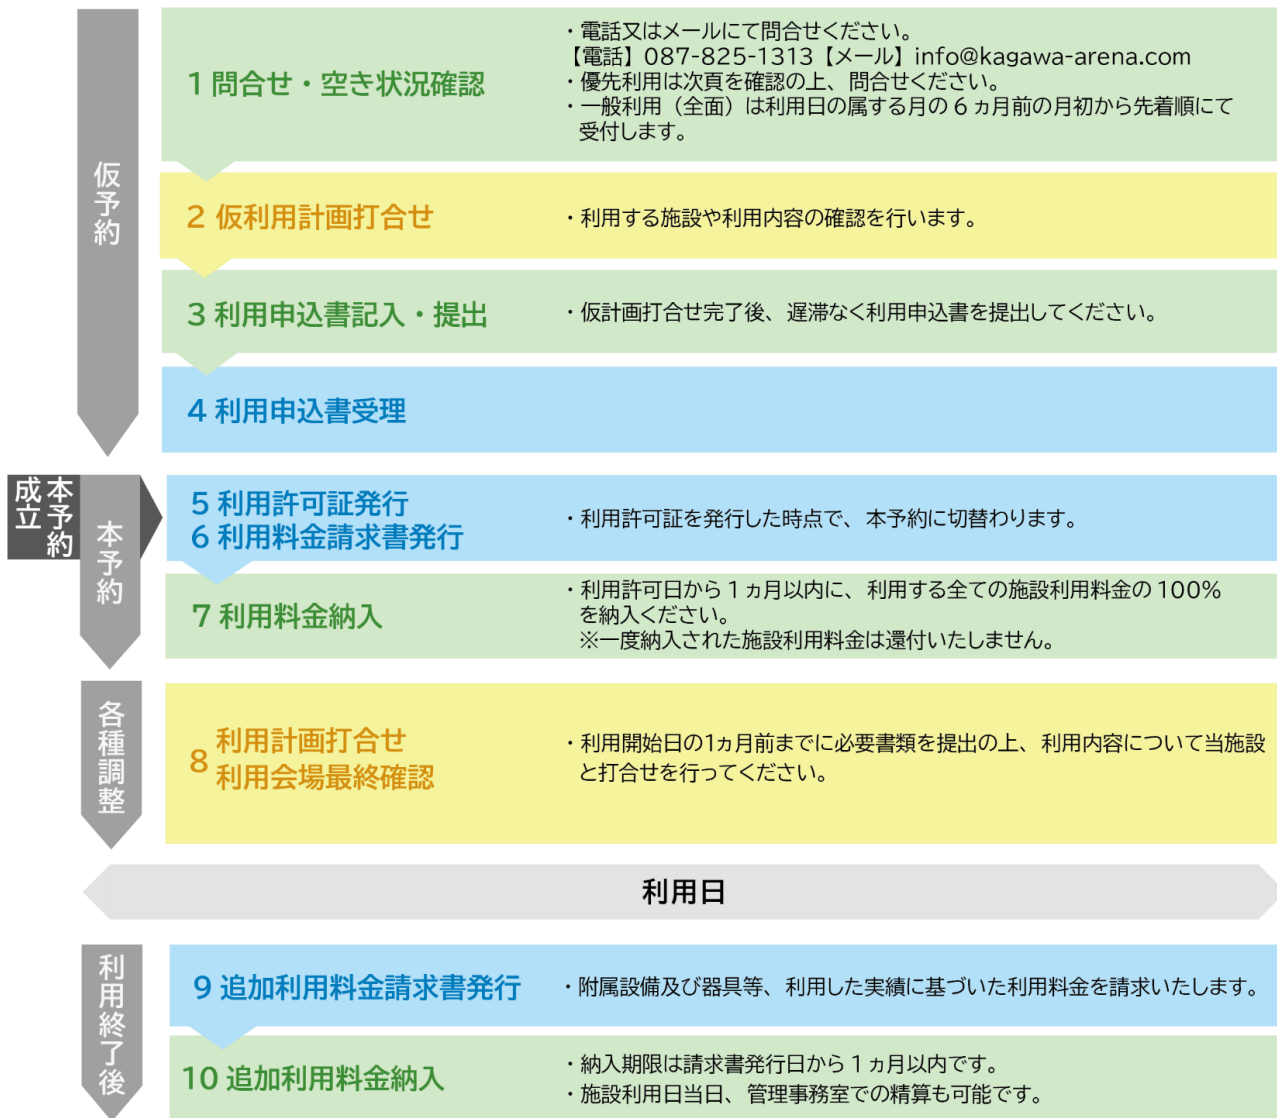 仮予約
1 問合せ・空き状況確認
・電話又はメールにて問合せください。
【電話】087-825-1313【メール】info@kagawa-arena.com
・優先利用は次頁を確認の上、問合せください。
・一般利用（全面）は利用日の属する月の6ヵ月前の月初から先着順にて
受付します。
2 仮利用計画打合せ
・利用する施設や利用内容の確認を行います。
3 利用申込書記入・提出
・仮計画打合せ完了後、遅滞なく利用申込書を提出してください。
4 利用申込書受理
本予約
成立
本予約
5 利用許可証発行
6 利用料金請求書発行
・利用許可証を発行した時点で、本予約に切替わります。
7 利用料金納入
・利用許可日から1ヵ月以内に、利用する全ての施設利用料金の100%
を納入ください。
※一度納入された施設利用料金は還付いたしません。
各種調整
8 利用計画打合せ
利用会場最終確認
・利用開始日の1ヵ月前までに必要書類を提出の上、利用内容について当施設
と打合せを行ってください。
利用日
利用終了後
9 追加利用料金請求書発行
・附属設備及び器具等、利用した実績に基づいた利用料金を請求いたします。
10 追加利用料金納入
・納入期限は請求書発行日から1ヵ月以内です。
・施設利用日当日、管理事務室での精算も可能です。